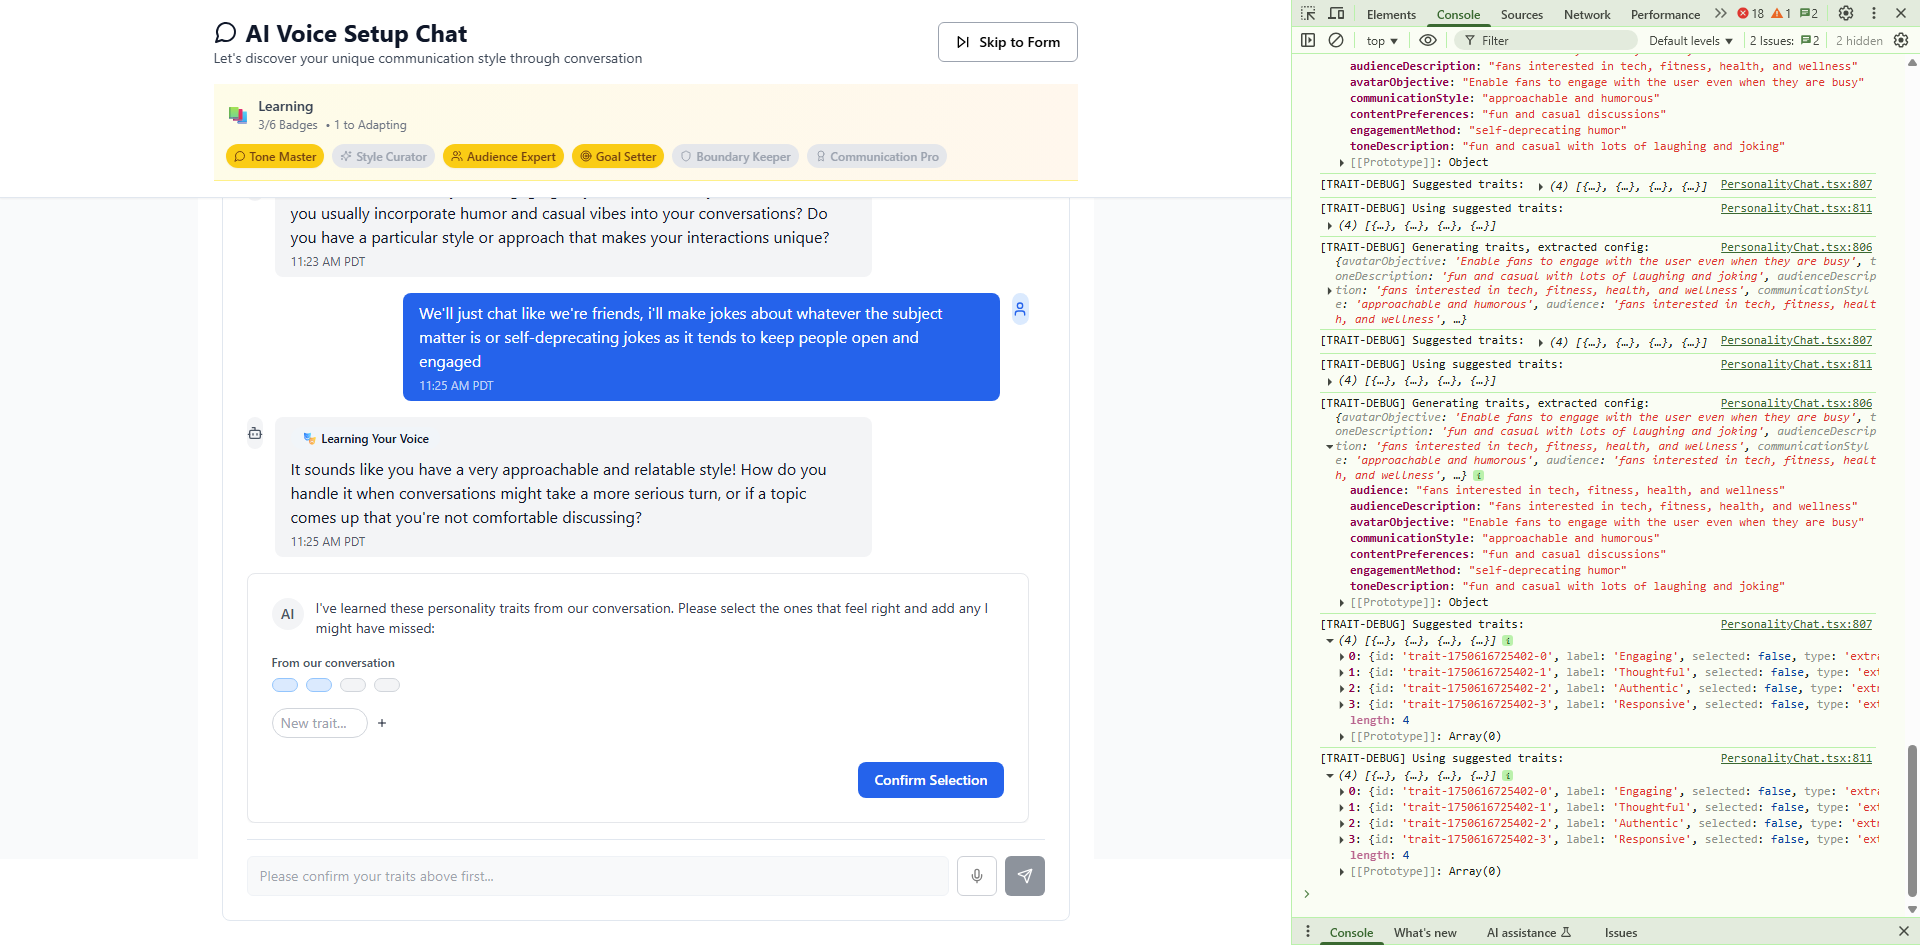 AI Voice Setup Chat
Let's discover your unique communication style through conversation
Skip to Form
Learning
3/6 Badges • 1 to Adapting
Tone Master
Style Curator
Audience Expert
Goal Setter
Boundary Keeper
Communication Pro
you usually incorporate humor and casual vibes into your conversations? Do
you have a particular style or approach that makes your interactions unique?
11:23 AM PDT
We'll just chat like we're friends, i'll make jokes about whatever the subject
matter is or self-deprecating jokes as it tends to keep people open and
engaged
11:25 AM PDT
Learning Your Voice
It sounds like you have a very approachable and relatable style! How do you
handle it when conversations might take a more serious turn, or if a topic
comes up that you're not comfortable discussing?
11:25 AM PDT
AI
I've learned these personality traits from our conversation. Please select the ones that feel right and add any I
might have missed:
From our conversation
New trait...
+
Confirm Selection
Please confirm your traits above first...
Elements
Console
Sources
Network
Performance
18
1
2
top
Filter
Default levels
2 Issues:
2
2 hidden
audienceDescription: "fans interested in tech, fitness, health, and wellness"
avatarObjective: "Enable fans to engage with the user even when they are busy"
communicationStyle: "approachable and humorous"
contentPreferences: "fun and casual discussions"
engagementMethod: "self-deprecating humor"
toneDescription: "fun and casual with lots of laughing and joking"
[[Prototype]]: Object
[TRAIT-DEBUG] Suggested traits: (4) [{…}, {…}, {…}, {…}] PersonalityChat.tsx:807
[TRAIT-DEBUG] Using suggested traits: PersonalityChat.tsx:811
(4) [{…}, {…}, {…}, {…}]
[TRAIT-DEBUG] Generating traits, extracted config: PersonalityChat.tsx:806
{avatarObjective: 'Enable fans to engage with the user even when they are busy', t
oneDescription: 'fun and casual with lots of laughing and joking', audienceDescrip
tion: 'fans interested in tech, fitness, health, and wellness', communicationStyl
e: 'approachable and humorous', audience: 'fans interested in tech, fitness, healt
h, and wellness', …}
[TRAIT-DEBUG] Suggested traits: (4) [{…}, {…}, {…}, {…}] PersonalityChat.tsx:807
[TRAIT-DEBUG] Using suggested traits: PersonalityChat.tsx:811
(4) [{…}, {…}, {…}, {…}]
[TRAIT-DEBUG] Generating traits, extracted config: PersonalityChat.tsx:806
{avatarObjective: 'Enable fans to engage with the user even when they are busy', t
oneDescription: 'fun and casual with lots of laughing and joking', audienceDescrip
tion: 'fans interested in tech, fitness, health, and wellness', communicationStyl
e: 'approachable and humorous', audience: 'fans interested in tech, fitness, healt
h, and wellness', …}
audience: "fans interested in tech, fitness, health, and wellness"
audienceDescription: "fans interested in tech, fitness, health, and wellness"
avatarObjective: "Enable fans to engage with the user even when they are busy"
communicationStyle: "approachable and humorous"
contentPreferences: "fun and casual discussions"
engagementMethod: "self-deprecating humor"
toneDescription: "fun and casual with lots of laughing and joking"
[[Prototype]]: Object
[TRAIT-DEBUG] Suggested traits: PersonalityChat.tsx:807
(4) [{…}, {…}, {…}, {…}]
0: {id: 'trait-1750616725402-0', label: 'Engaging', selected: false, type: 'extra
1: {id: 'trait-1750616725402-1', label: 'Thoughtful', selected: false, type: 'ext
2: {id: 'trait-1750616725402-2', label: 'Authentic', selected: false, type: 'extr
3: {id: 'trait-1750616725402-3', label: 'Responsive', selected: false, type: 'ext
length: 4
[[Prototype]]: Array(0)
[TRAIT-DEBUG] Using suggested traits: PersonalityChat.tsx:811
(4) [{…}, {…}, {…}, {…}]
0: {id: 'trait-1750616725402-0', label: 'Engaging', selected: false, type: 'extra
1: {id: 'trait-1750616725402-1', label: 'Thoughtful', selected: false, type: 'ext
2: {id: 'trait-1750616725402-2', label: 'Authentic', selected: false, type: 'extr
3: {id: 'trait-1750616725402-3', label: 'Responsive', selected: false, type: 'ext
length: 4
[[Prototype]]: Array(0)
Console
What's new
AI assistance
Issues